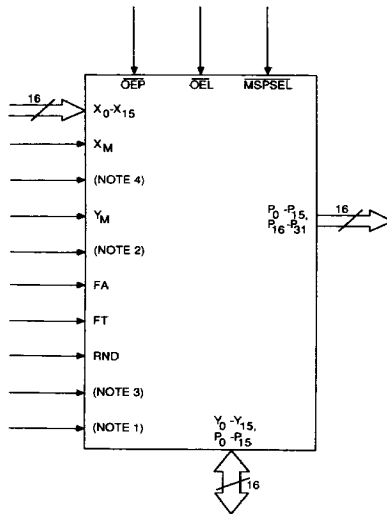 OEP OEL MSPSEL
16
X0-X15
XM
(NOTE 4)
YM
P0 -P15,
16
P16 -P31
(NOTE 2)
FA
FT
RND
(NOTE 3)
Y0 -Y15,
(NOTE 1)
P0 -P15
16